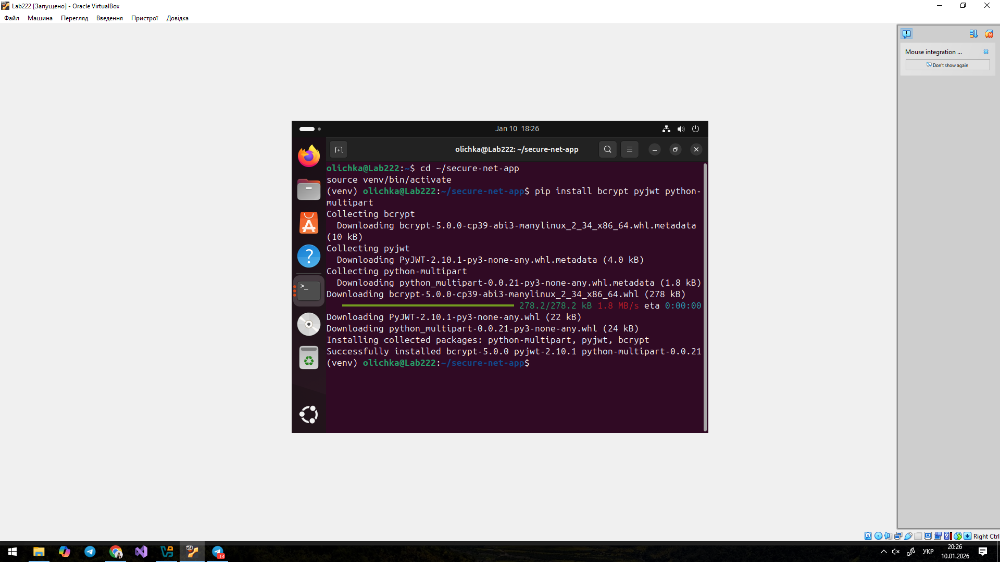 Lab222 [Запущено] - Oracle VirtualBox
Файл Машина Перегляд Введення Пристрої Довідка
Mouse integration ...
Don't show again
Jan 10 18:26
olichka@Lab222: ~/secure-net-app
olichka@Lab222:~$ cd ~/secure-net-app
source venv/bin/activate
(venv) olichka@Lab222:~/secure-net-app$ pip install bcrypt pyjwt python-
multipart
Collecting bcrypt
  Downloading bcrypt-5.0.0-cp39-abi3-manylinux_2_34_x86_64.whl.metadata
(10 kB)
Collecting pyjwt
  Downloading PyJWT-2.10.1-py3-none-any.whl.metadata (4.0 kB)
Collecting python-multipart
  Downloading python_multipart-0.0.21-py3-none-any.whl.metadata (1.8 kB)
Downloading bcrypt-5.0.0-cp39-abi3-manylinux_2_34_x86_64.whl (278 kB)
278.2/278.2 kB 1.8 MB/s eta 0:00:00
Downloading PyJWT-2.10.1-py3-none-any.whl (22 kB)
Downloading python_multipart-0.0.21-py3-none-any.whl (24 kB)
Installing collected packages: python-multipart, pyjwt, bcrypt
Successfully installed bcrypt-5.0.0 pyjwt-2.10.1 python-multipart-0.0.21
(venv) olichka@Lab222:~/secure-net-app$
Right Ctrl
14
УКР
20:26
10.01.2026